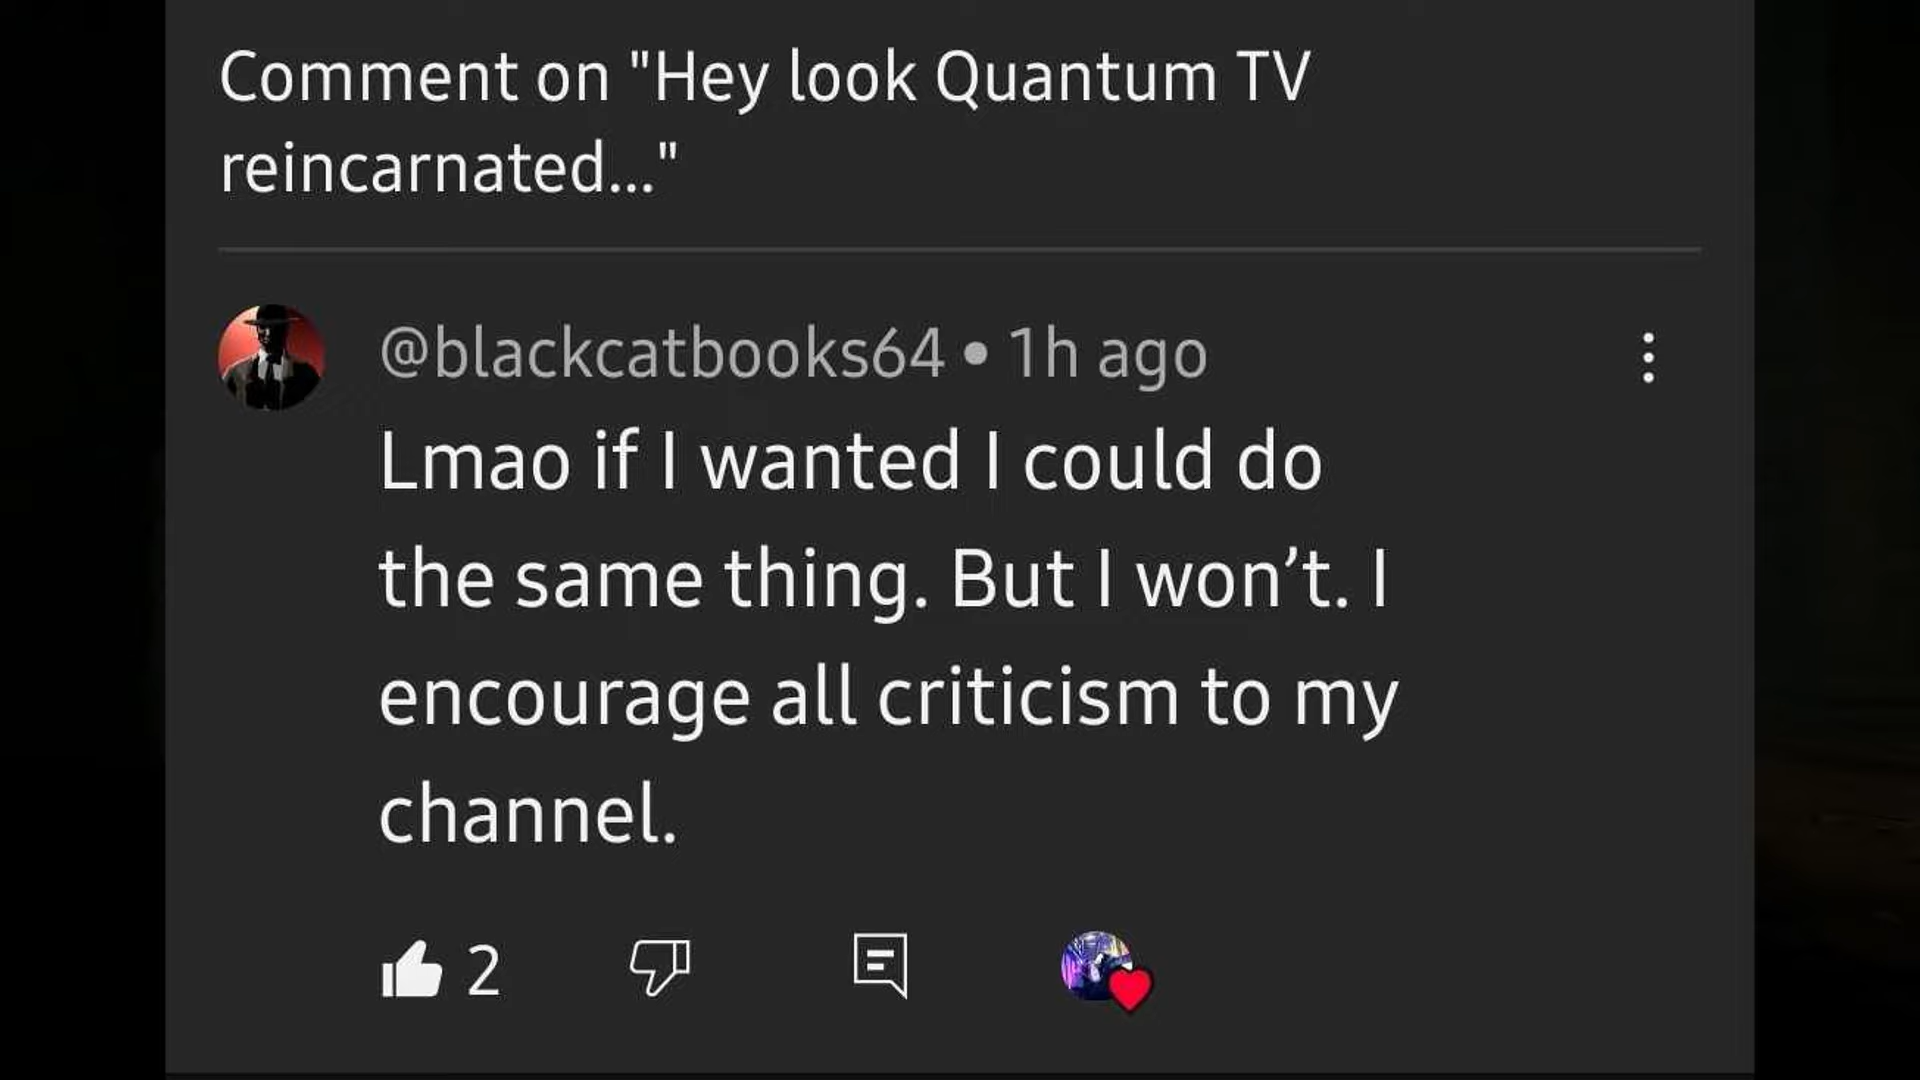 Comment on "Hey look Quantum TV
reincarnated..."
@blackcatbooks64 • 1h ago
Lmao if I wanted I could do
the same thing. But I won’t. I
encourage all criticism to my
channel.
2